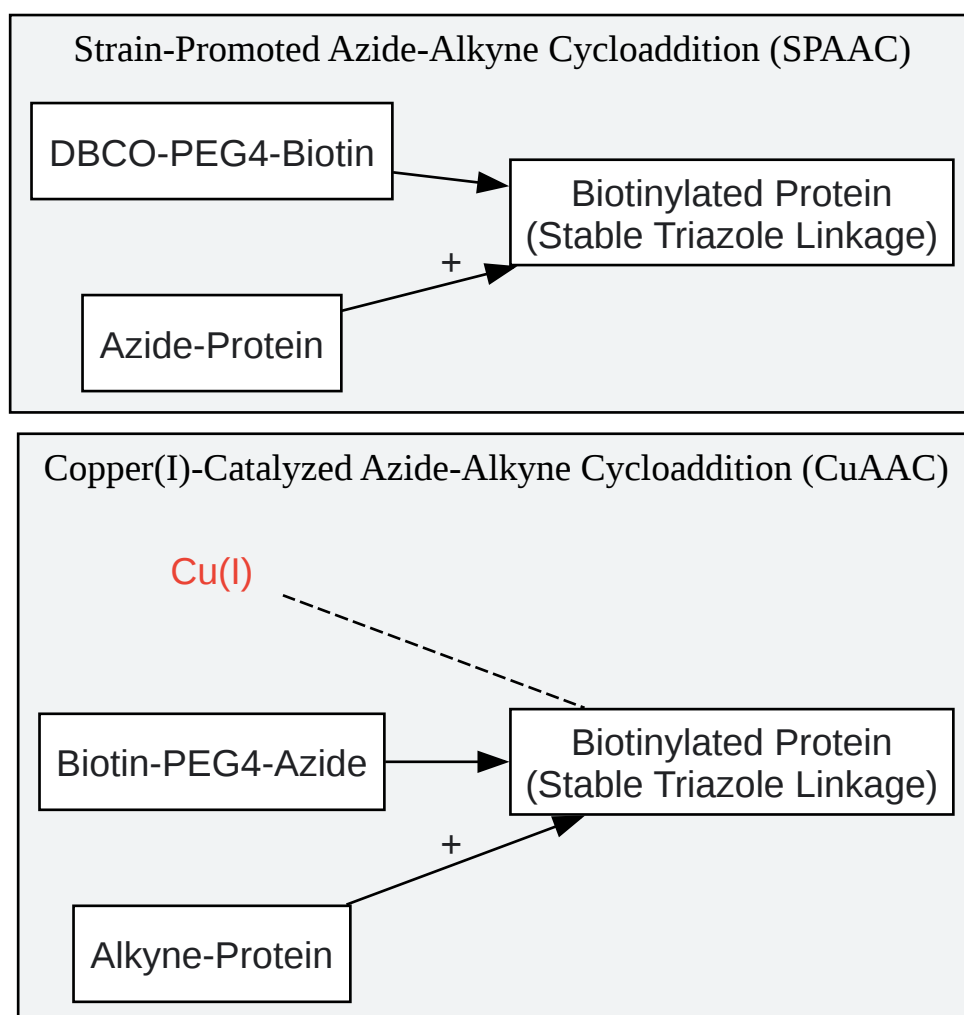 Strain-Promoted Azide-Alkyne Cycloaddition (SPAAC)
DBCO-PEG4-Biotin
Biotinylated Protein
(Stable Triazole Linkage)
+
Azide-Protein
Copper(I)-Catalyzed Azide-Alkyne Cycloaddition (CuAAC)
Cu(I)
Biotin-PEG4-Azide
Biotinylated Protein
(Stable Triazole Linkage)
+
Alkyne-Protein